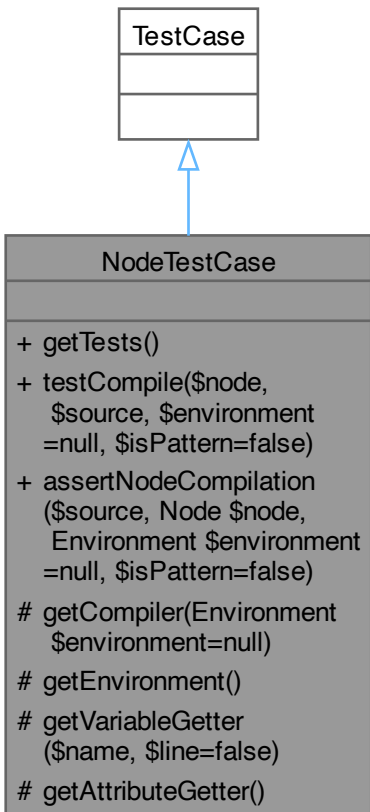 TestCase
NodeTestCase
+ getTests()
+ testCompile($node,
$source, $environment
=null, $isPattern=false)
+ assertNodeCompilation
($source, Node $node,
Environment $environment
=null, $isPattern=false)
# getCompiler(Environment
$environment=null)
# getEnvironment()
# getVariableGetter
($name, $line=false)
# getAttributeGetter()